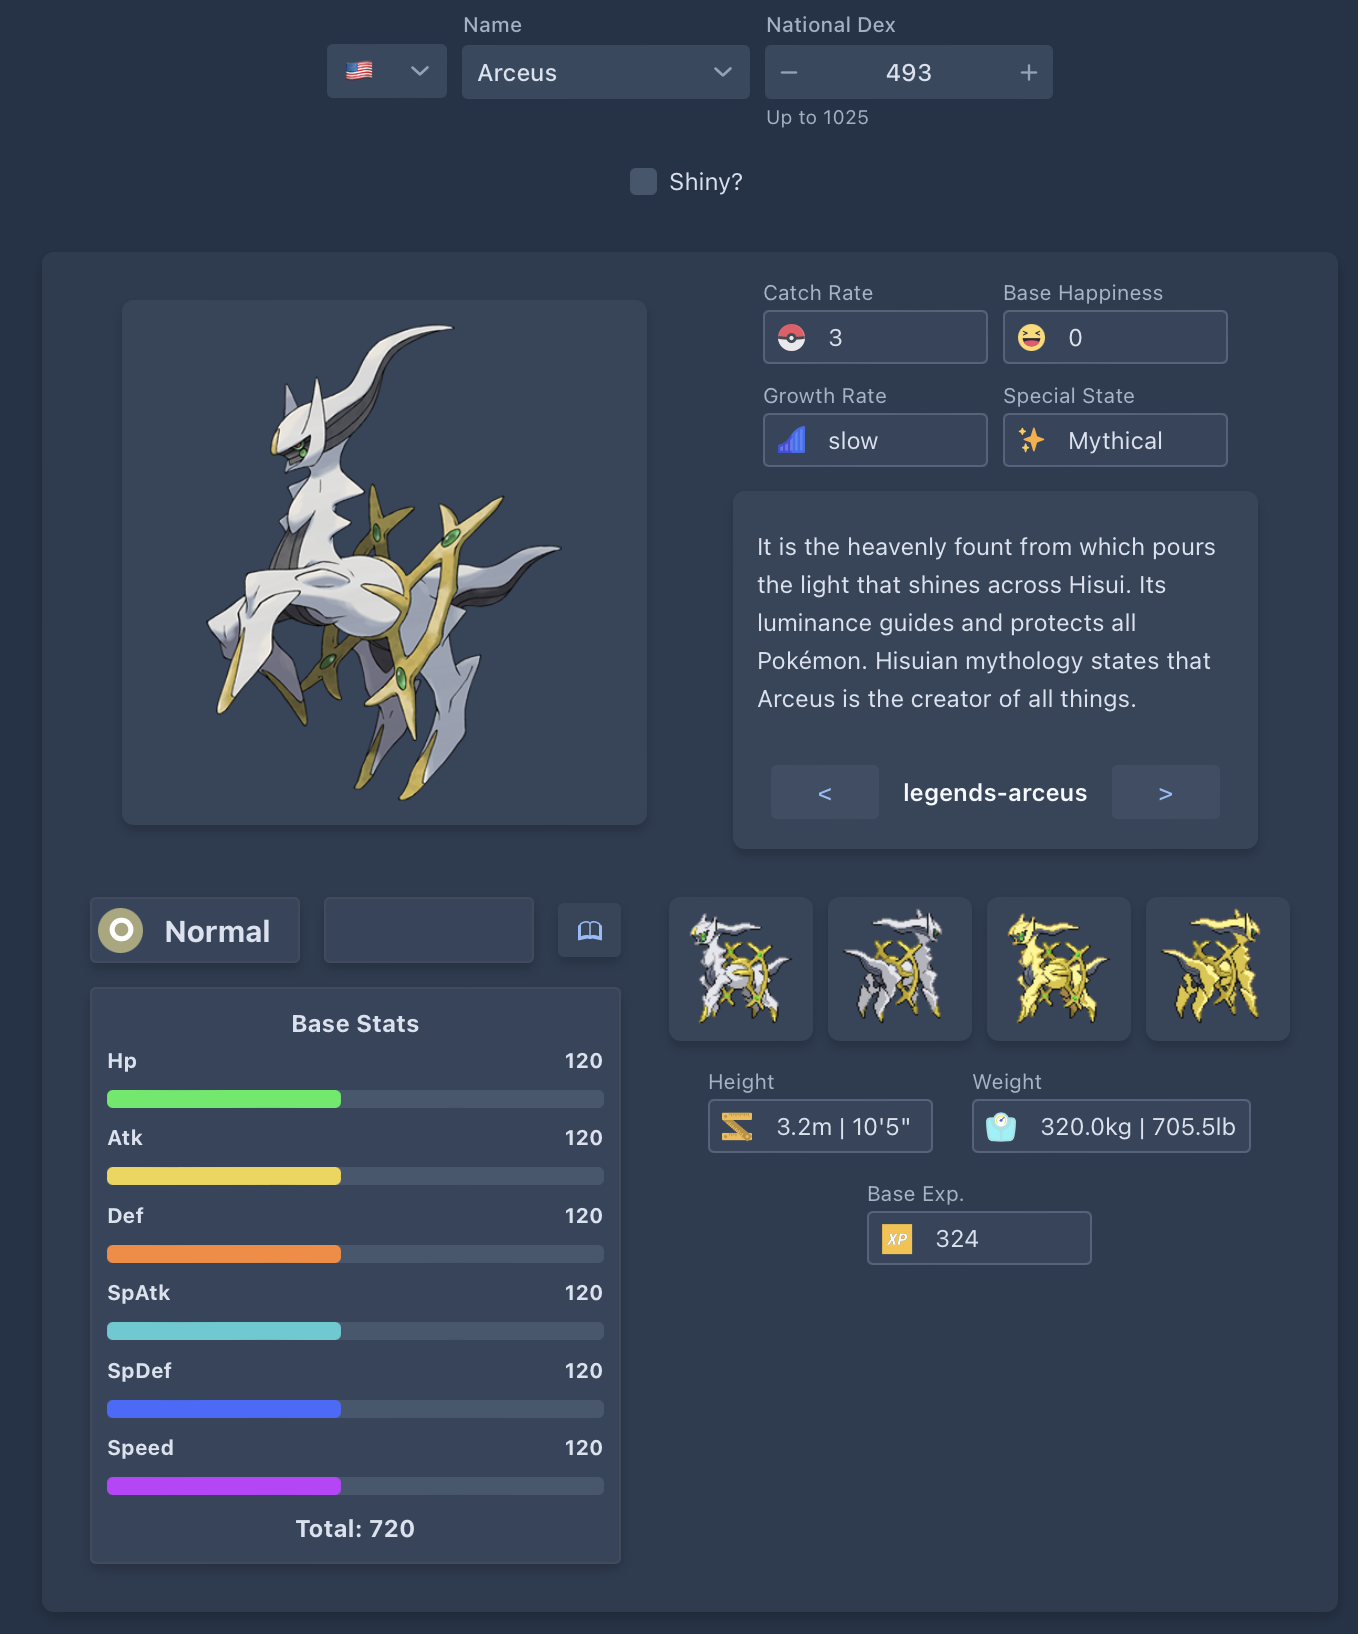 Name
National Dex
Arceus
493
Up to 1025
Shiny?
Catch Rate
Base Happiness
3
0
Growth Rate
Special State
slow
Mythical
It is the heavenly fount from which pours
the light that shines across Hisui. Its
luminance guides and protects all
Pokémon. Hisuian mythology states that
Arceus is the creator of all things.
< legends-arceus >
Normal
Base Stats
Hp 120
Atk 120
Def 120
SpAtk 120
SpDef 120
Speed 120
Total: 720
Height
Weight
3.2m | 10'5"
320.0kg | 705.5lb
Base Exp.
XP 324